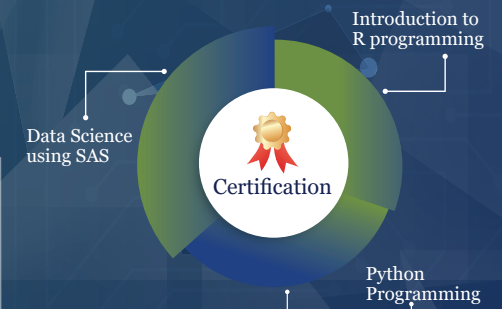 Introduction to
R programming
Data Science
using SAS
Certification
Python
Programming